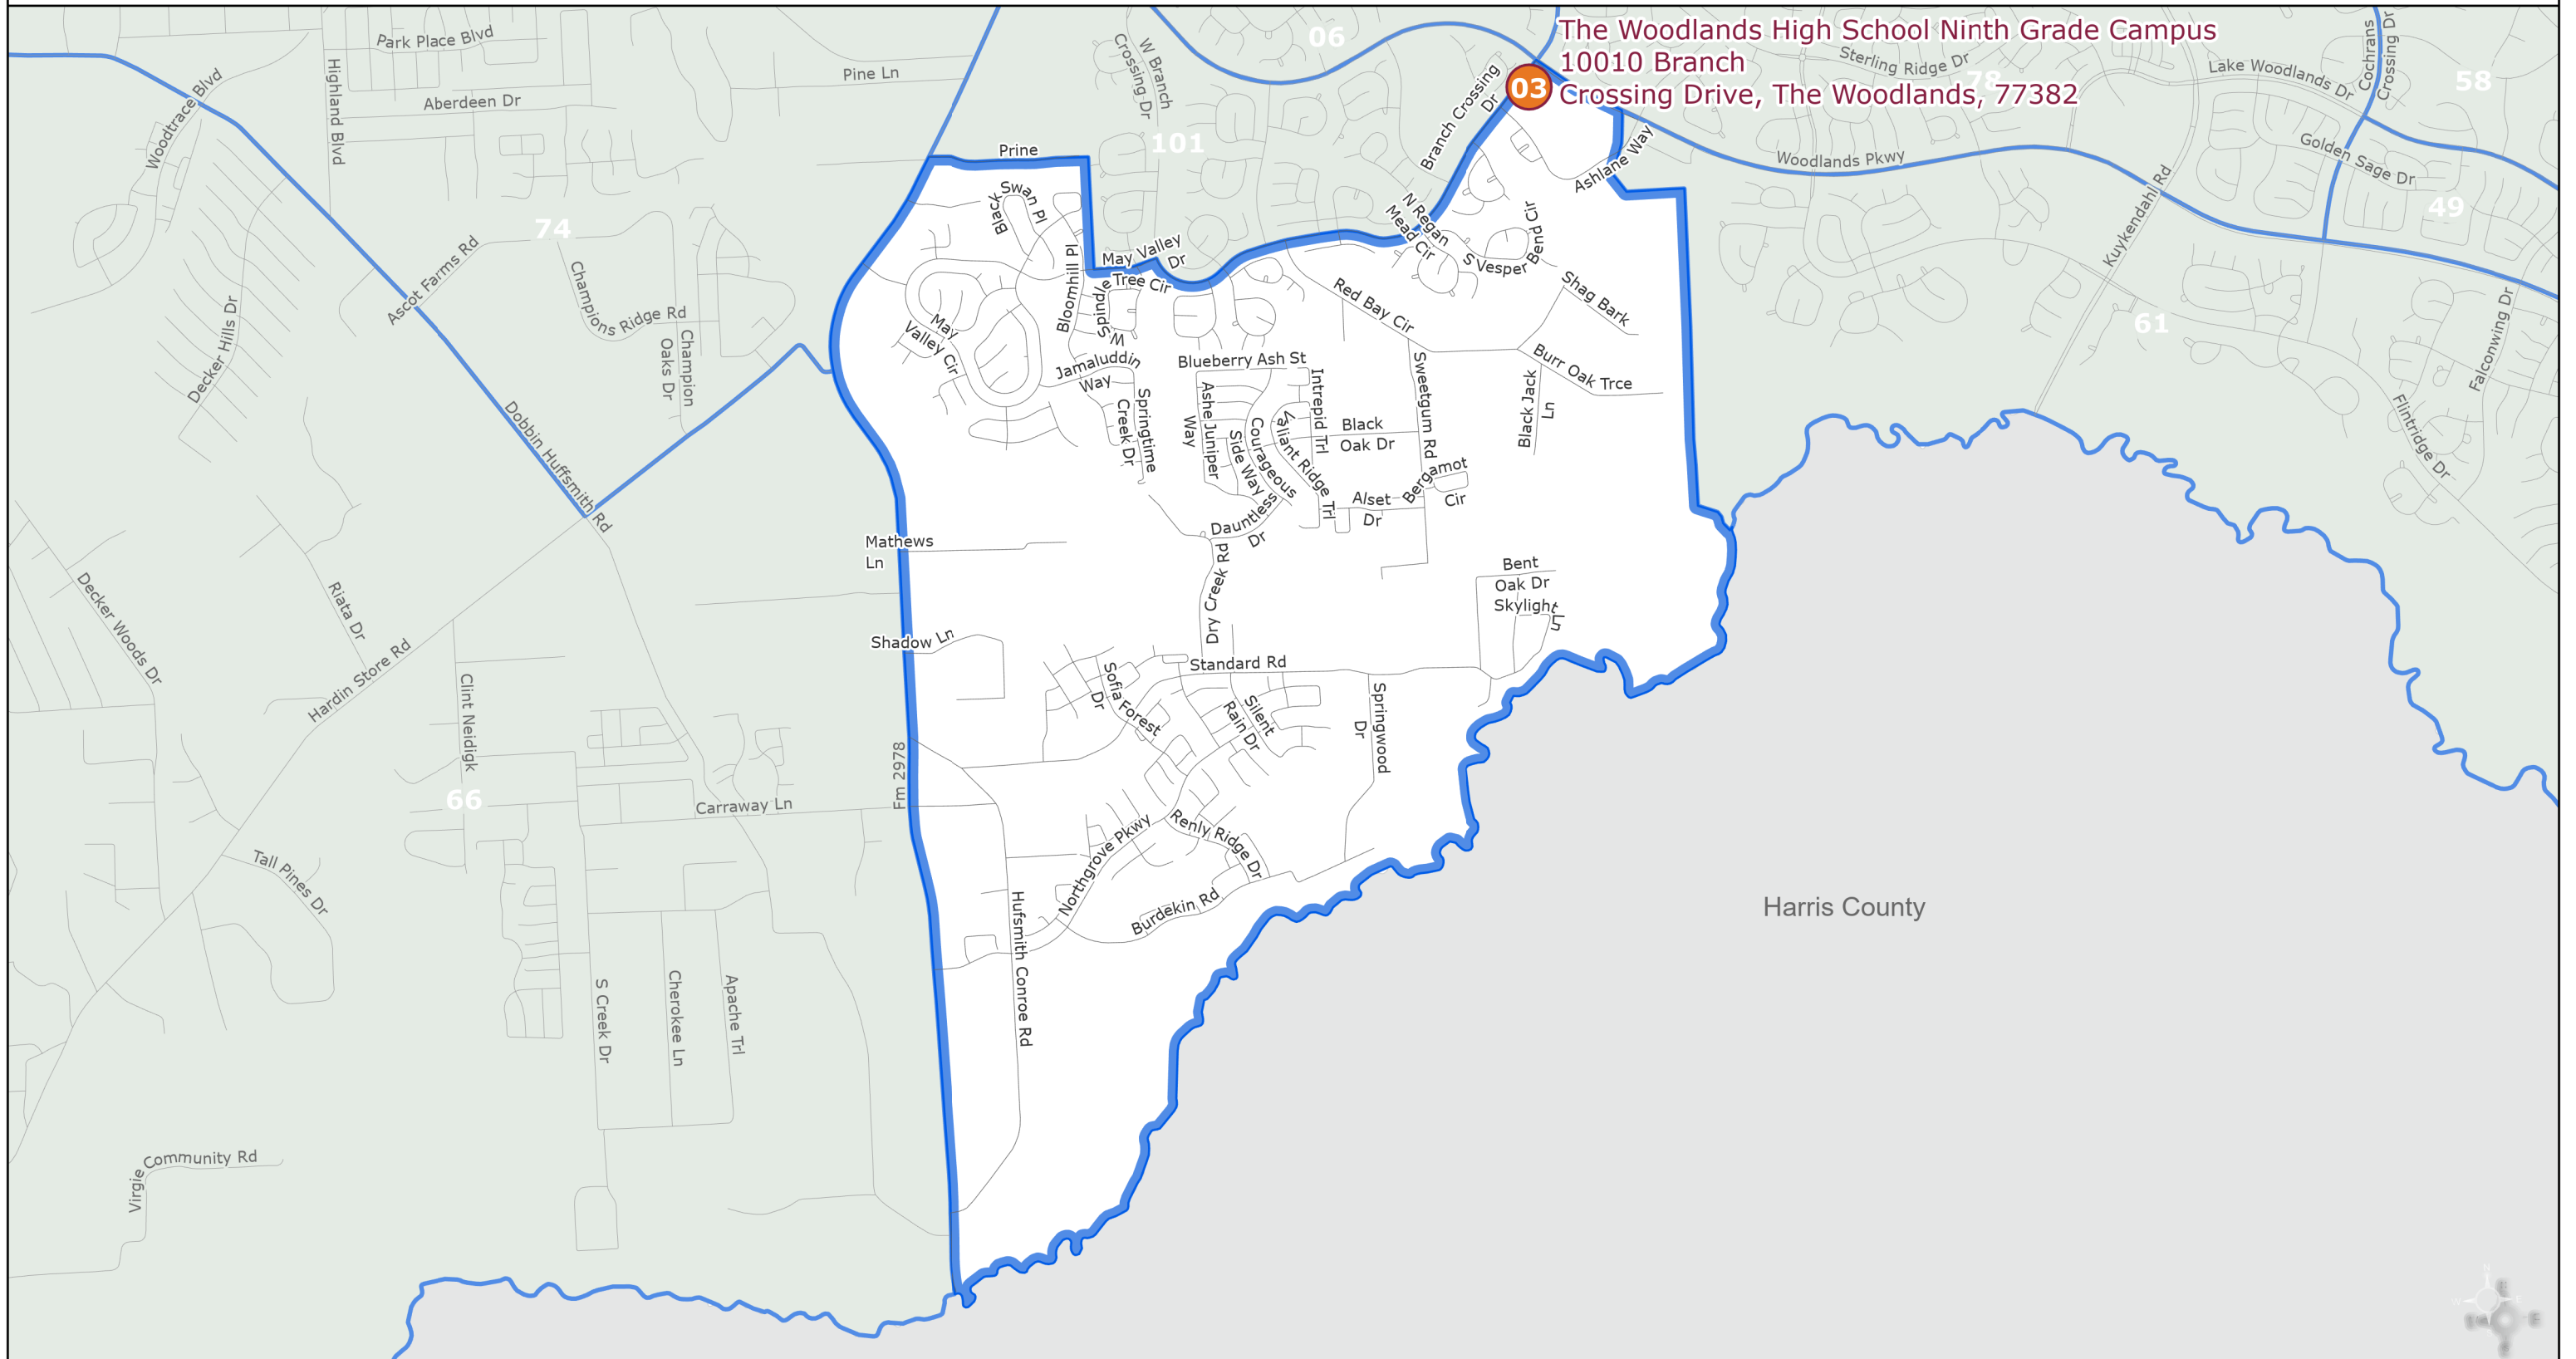 The Woodlands High School Ninth Grade Campus
10010 Branch
Crossing Drive, The Woodlands, 77382
03
06
78
58
101
74
49
61
66
Park Place Blvd
Highland Blvd
Woodtrace Blvd
Aberdeen Dr
Pine Ln
W Branch
Crossing Dr
Branch Crossing
Dr
Sterling Ridge Dr
Lake Woodlands Dr
Cochrans
Crossing Dr
Golden Sage Dr
Woodlands Pkwy
Ashlane Way
Kuykendahl Rd
Falconwing Dr
Flintridge Dr
Prine
Black
Swan Pl
Bloomhill Pl
May Valley
Dr
W Spindle
Tree Cir
N Regan
Mead Cir
S Vesper
Bend Cir
Shag Bark
Red Bay Cir
Burr Oak Trce
Black Jack
Ln
May
Valley Cir
Jamaluddin
Way
Springtime
Creek Dr
Blueberry Ash St
Ashe Juniper
Way
Courageous
Side Way
Valiant Ridge
Trl
Intrepid Trl
Black
Oak Dr
Sweetgum Rd
Bergamot
Cir
Alset
Dr
Dauntless
Dr
Dry Creek Rd
Bent
Oak Dr
Skylight
Ln
Ascot Farms Rd
Champions Ridge Rd
Champion
Oaks Dr
Decker Hills Dr
Dobbin Huffsmith Rd
Mathews
Ln
Shadow Ln
Standard Rd
Sofia Forest
Dr
Silent
Rain Dr
Springwood
Dr
Decker Woods Dr
Riata Dr
Hardin Store Rd
Clint Neidigk
Fm 2978
Carraway Ln
Northgrove Pkwy
Renly Ridge Dr
Burdekin Rd
Hufsmith Conroe Rd
Tall Pines Dr
S Creek Dr
Cherokee Ln
Apache Trl
Virgie
Community Rd
Harris County